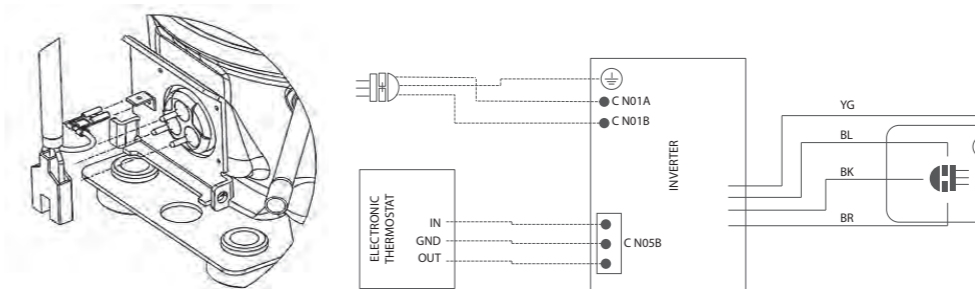 C N01A
C N01B
INVERTER
YG
BL
BK
BR
ELECTRONIC
THERMOSTAT
IN
GND
OUT
C N05B